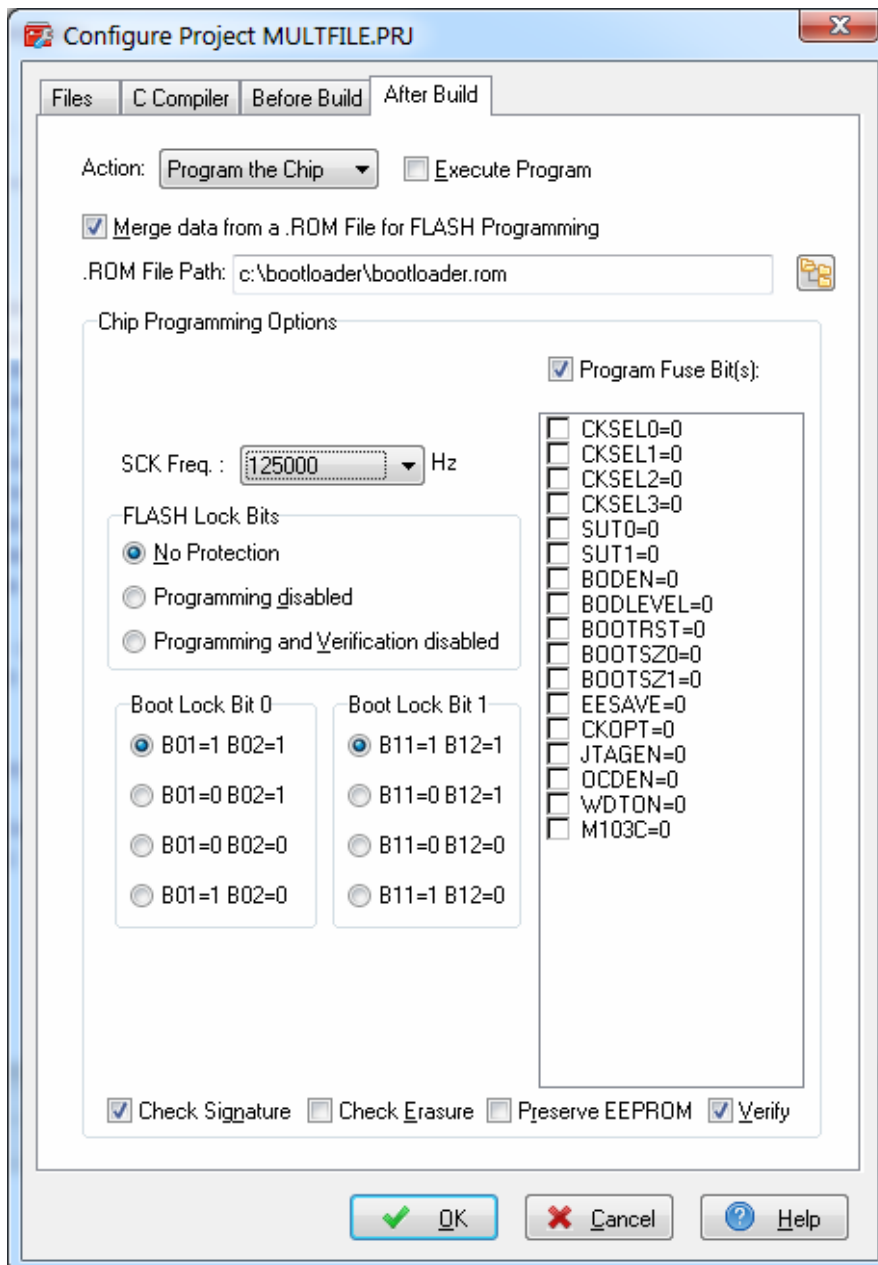 Configure Project MULTFILE.PRJ
Files C Compiler Before Build After Build
Action: Program the Chip Execute Program
Merge data from a .ROM File for FLASH Programming
.ROM File Path: c:\bootloader\bootloader.rom
Chip Programming Options
Program Fuse Bit(s):
SCK Freq. : 125000 Hz
FLASH Lock Bits
No Protection
Programming disabled
Programming and Verification disabled
Boot Lock Bit 0
B01=1 B02=1
B01=0 B02=1
B01=0 B02=0
B01=1 B02=0
Boot Lock Bit 1
B11=1 B12=1
B11=0 B12=1
B11=0 B12=0
B11=1 B12=0
CKSEL0=0
CKSEL1=0
CKSEL2=0
CKSEL3=0
SUT0=0
SUT1=0
BODEN=0
BODLEVEL=0
BOOTRST=0
BOOTSZ0=0
BOOTSZ1=0
EESAVE=0
CKOPT=0
JTAGEN=0
OCDEN=0
WDTON=0
M103C=0
Check Signature Check Erasure Preserve EEPROM Verify
OK Cancel Help